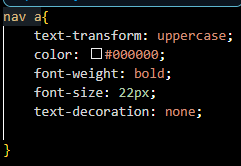 nav a{
text-transform: uppercase;
color: #000000;
font-weight: bold;
font-size: 22px;
text-decoration: none;
}